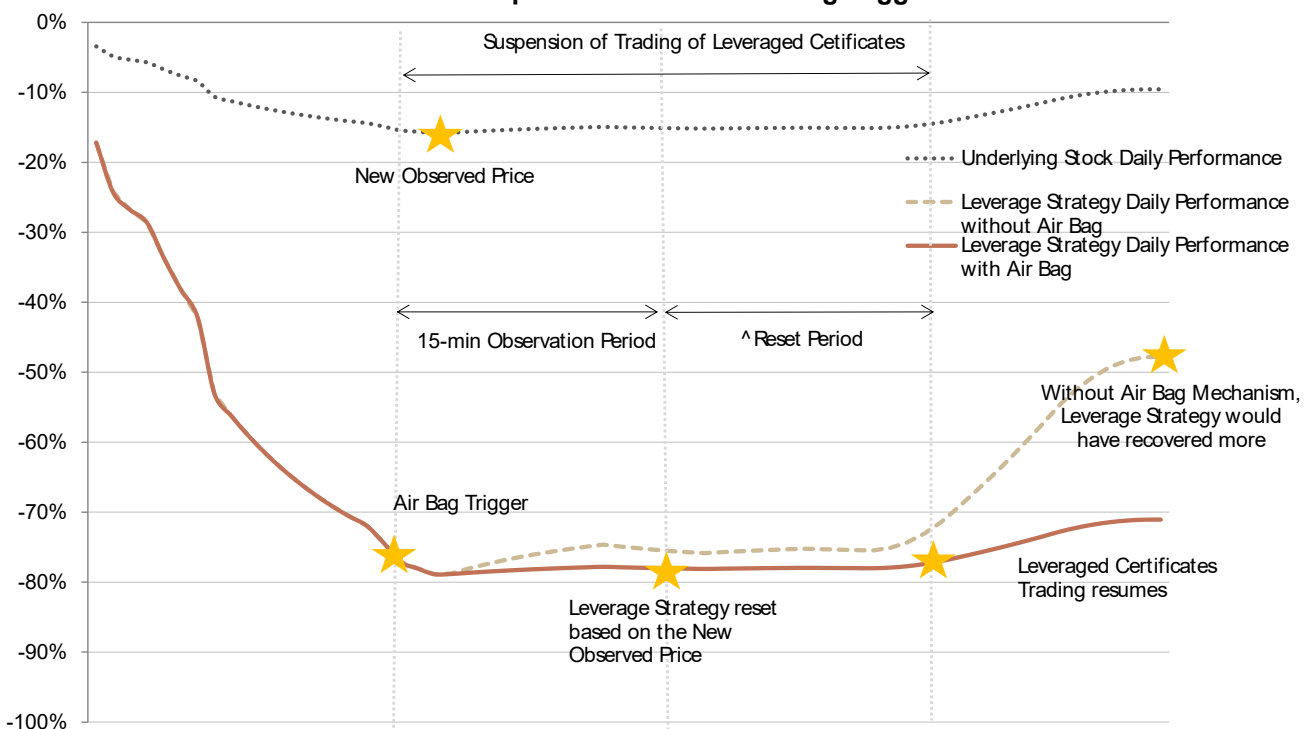 0%
Suspension of Trading of Leveraged Cetificates
-10%
-20%
Underlying Stock Daily Performance
New Observed Price
Leverage Strategy Daily Performance
without Air Bag
-30%
Leverage Strategy Daily Performance
with Air Bag
-40%
15-min Observation Period
^Reset Period
-50%
Without Air Bag Mechanism,
Leverage Strategy would
have recovered more
-60%
-70%
Air Bag Trigger
-80%
Leveraged Certificates
Trading resumes
Leverage Strategy reset
based on the New
Observed Price
-90%
-100%